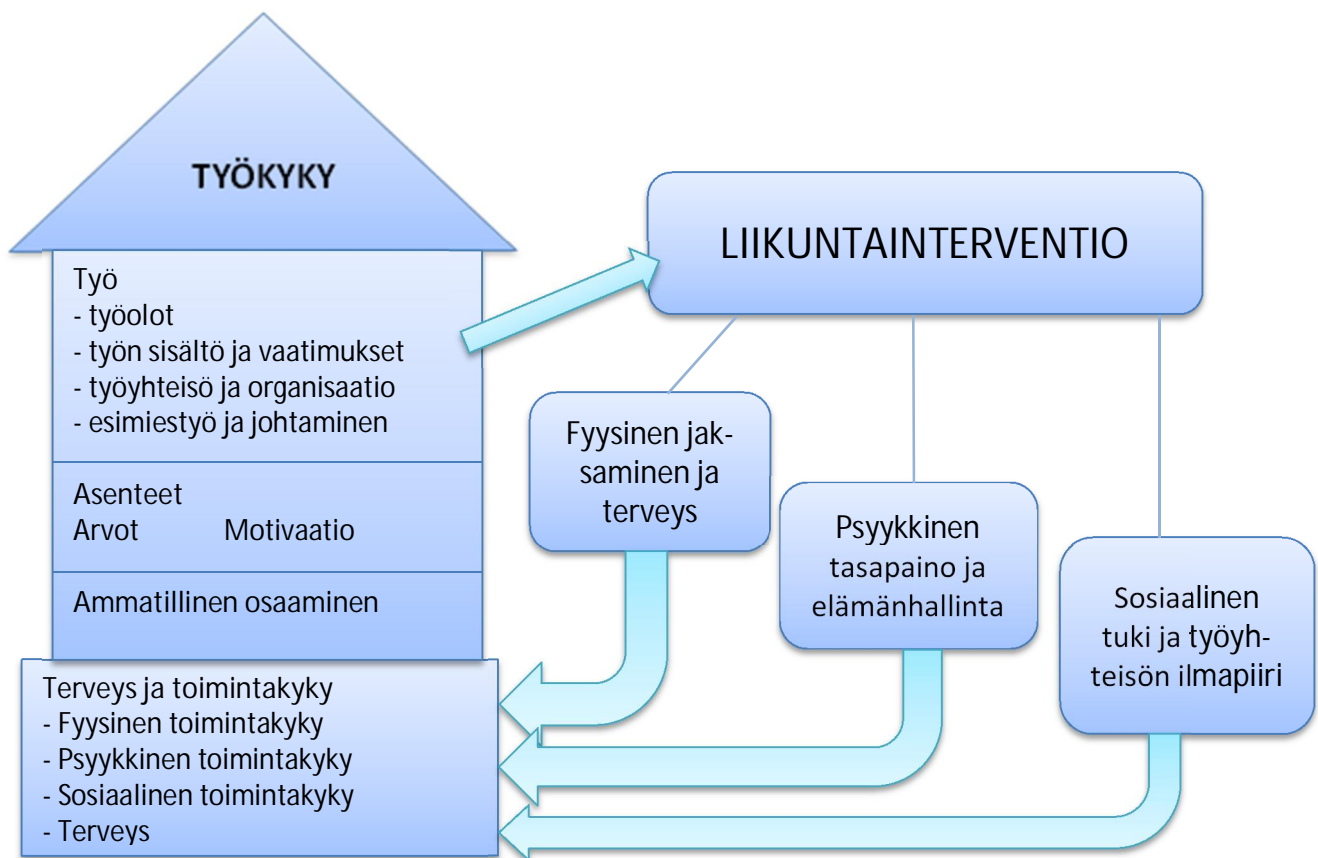 TYÖKYKY
Työ
- työolot
- työn sisältö ja vaatimukset
- työyhteisö ja organisaatio
- esimiestyö ja johtaminen
Asenteet
Arvot Motivaatio
Ammatillinen osaaminen
Terveys ja toimintakyky
- Fyysinen toimintakyky
- Psyykkinen toimintakyky
- Sosiaalinen toimintakyky
- Terveys
LIIKUNTAINTERVENTIO
Fyysinen jak-
saminen ja
terveys
Psyykkinen
tasapaino ja
elämänhallinta
Sosiaalinen
tuki ja työyh-
teisön ilmapiiri